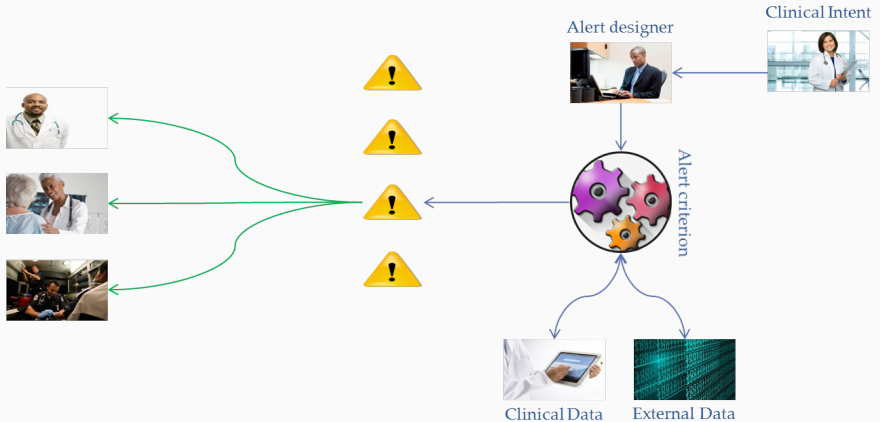 Clinical Intent
Alert designer
Alert criterion
Clinical Data
External Data